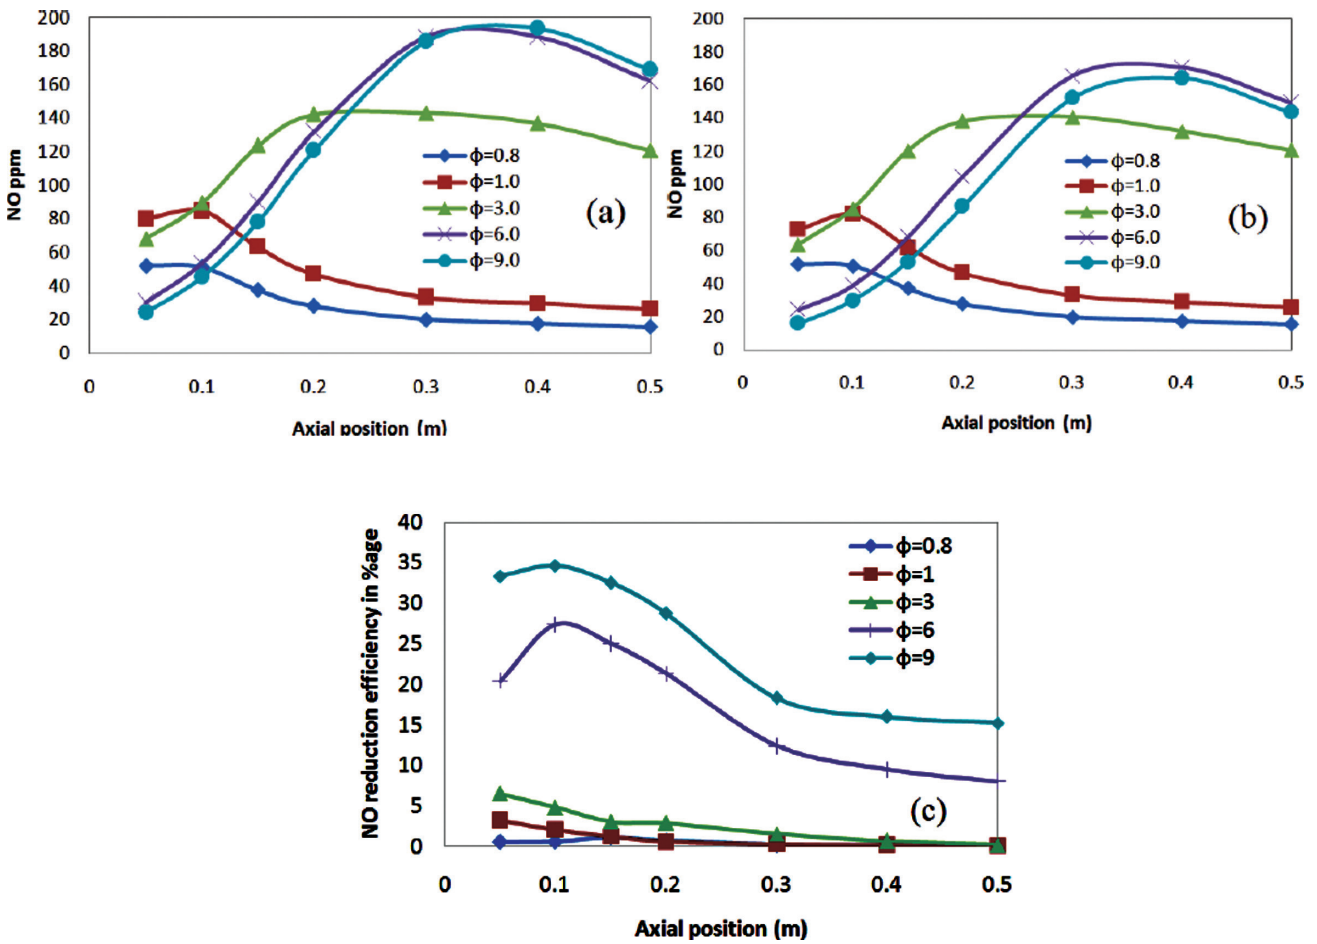 200
180
160
140
120
100
80
60
40
20
0
NO ppm
0
0.1
0.2
0.3
0.4
0.5
Axial position (m)
ϕ=0.8
ϕ=1.0
ϕ=3.0
ϕ=6.0
ϕ=9.0
(a)
200
180
160
140
120
100
80
60
40
20
0
NO ppm
0
0.1
0.2
0.3
0.4
0.5
Axial position (m)
ϕ=0.8
ϕ=1.0
ϕ=3.0
ϕ=6.0
ϕ=9.0
(b)
40
35
30
25
20
15
10
5
0
NO reduction efficiency in %age
0
0.1
0.2
0.3
0.4
0.5
Axial position (m)
ϕ=0.8
ϕ=1
ϕ=3
ϕ=6
ϕ=9
(c)